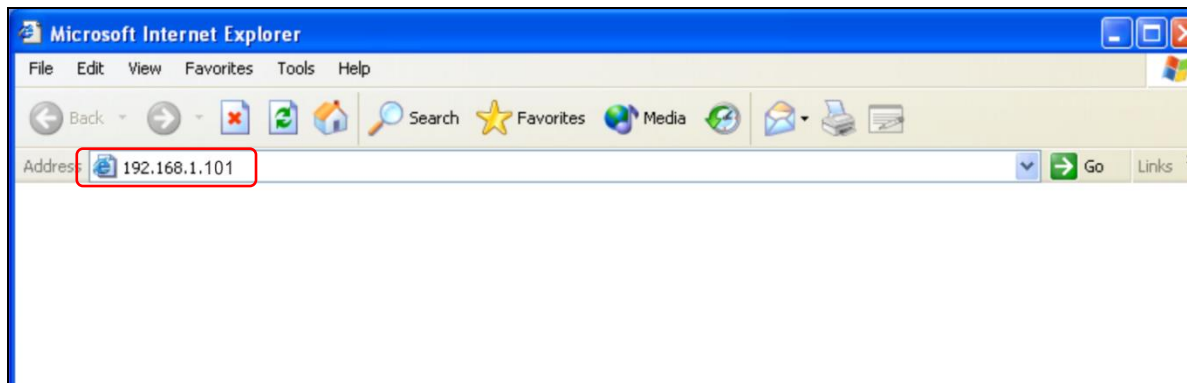 Microsoft Internet Explorer
File Edit View Favorites Tools Help
Back Search Favorites Media
Address 192.168.1.101 Go Links